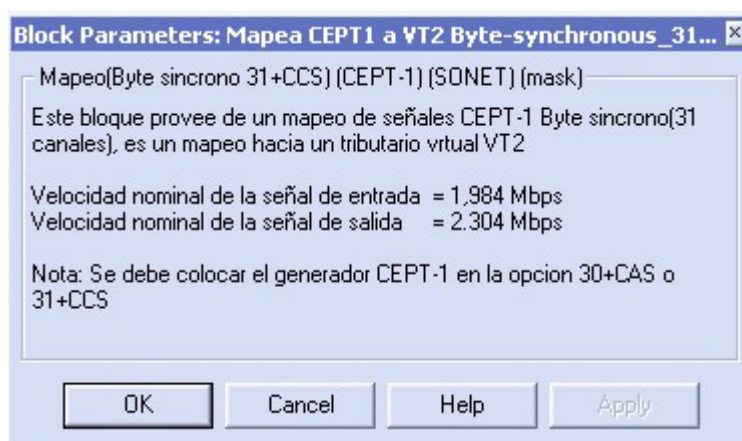 Block Parameters: Mapea CEPT1 a VT2 Byte-synchronous_31...
Mapeo(Byte sincrono 31+CCS) (CEPT-1) (SONET) (mask)
Este bloque provee de un mapeo de señales CEPT-1 Byte sincrono(31
canales), es un mapeo hacia un tributario vrtual VT2
Velocidad nominal de la señal de entrada = 1,984 Mbps
Velocidad nominal de la señal de salida = 2.304 Mbps
Nota: Se debe colocar el generador CEPT-1 en la opcion 30+CAS o
31+CCS
OK Cancel Help Apply